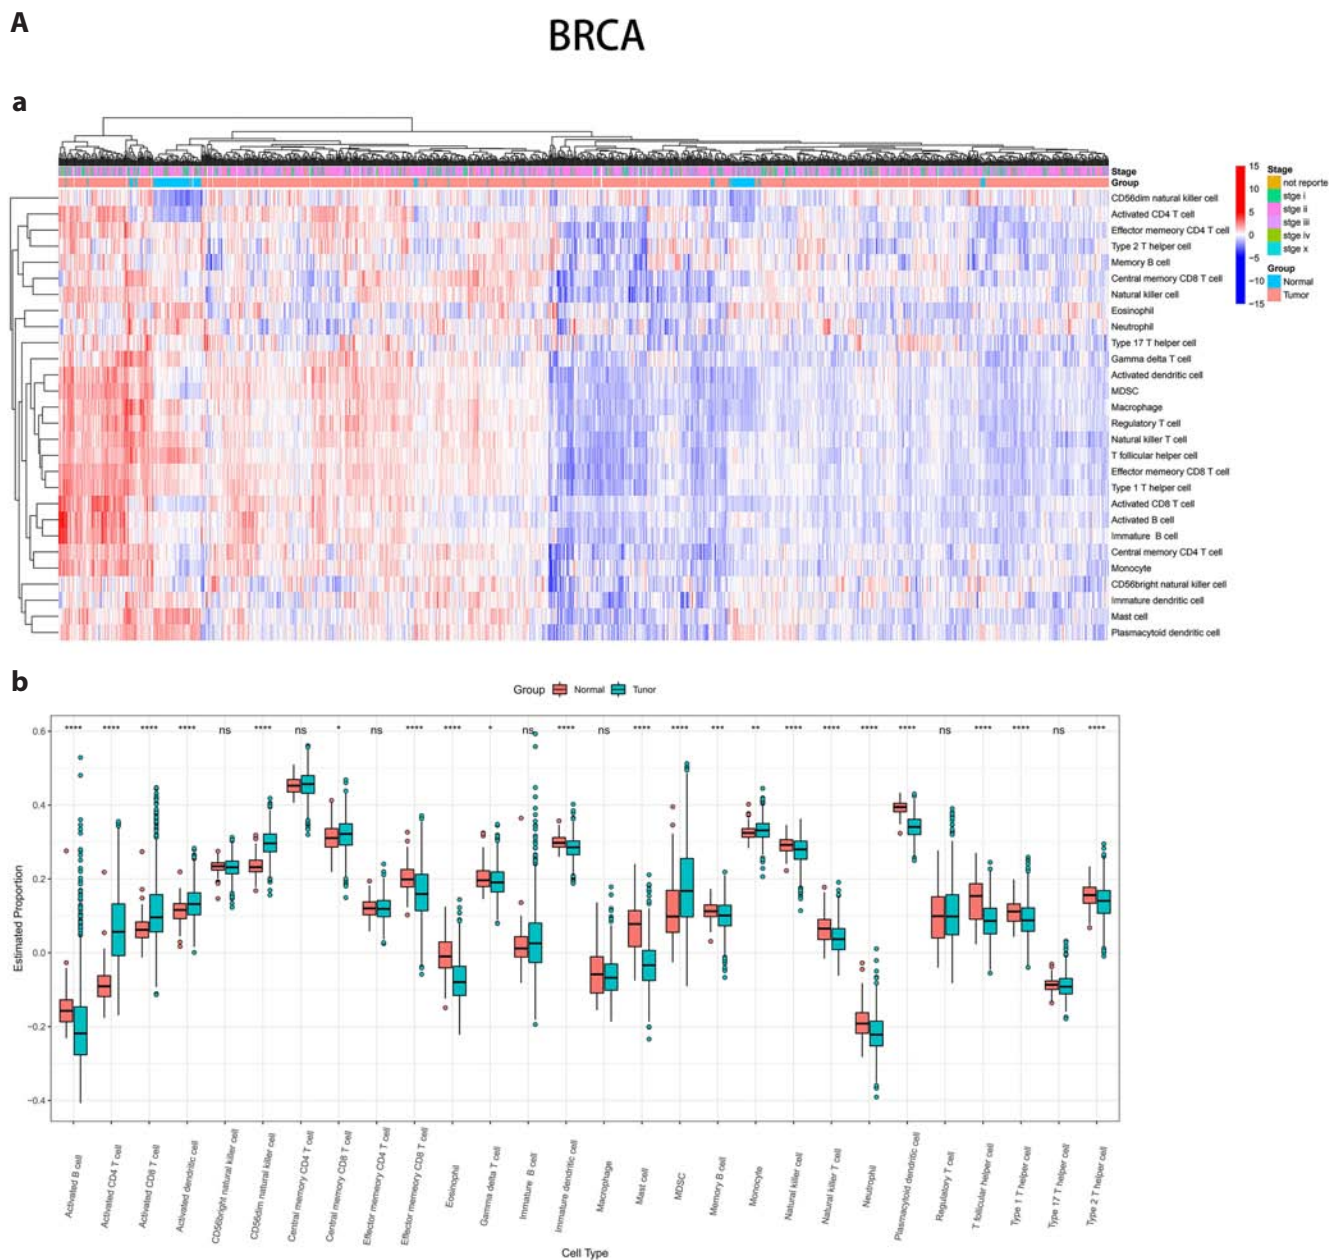 A
BRCA
a
Stage
Group
CD56dim natural killer cell
Activated CD4 T cell
Effector memeory CD4 T cell
Type 2 T helper cell
Memory B cell
Central memory CD8 T cell
Natural killer cell
Eosinophil
Neutrophil
Type 17 T helper cell
Gamma delta T cell
Activated dendritic cell
MDSC
Macrophage
Regulatory T cell
Natural killer T cell
T follicular helper cell
Effector memeory CD8 T cell
Type 1 T helper cell
Activated CD8 T cell
Activated B cell
Immature  B cell
Central memory CD4 T cell
Monocyte
CD56bright natural killer cell
Immature dendritic cell
Mast cell
Plasmacytoid dendritic cell
15
10
5
0
−5
−10
−15
Stage
not reporte
stge i
stge ii
stge iii
stge iv
stge x
Group
Normal
Tumor
b
Group Normal Tunor
**** **** **** **** ns **** ns * ns **** **** * ns **** ns **** **** *** ** **** **** **** **** ns **** **** ns ****
0.6
0.4
0.2
0.0
−0.2
−0.4
Estimated Proportion
Activated B cell
Activated CD4 T cell
Activated CD8 T cell
Activated dendritic cell
CD56bright natural killer cell
CD56dim natural killer cell
Central memory CD4 T cell
Central memory CD8 T cell
Effector memeory CD4 T cell
Effector memeory CD8 T cell
Eosinophil
Gamma delta T cell
Immature  B cell
Immature dendritic cell
Macrophage
Mast cell
MDSC
Memory B cell
Monocyte
Natural killer cell
Natural killer T cell
Neutrophil
Plasmacytoid dendritic cell
Regulatory T cell
T follicular helper cell
Type 1 T helper cell
Type 17 T helper cell
Type 2 T helper cell
Cell Type